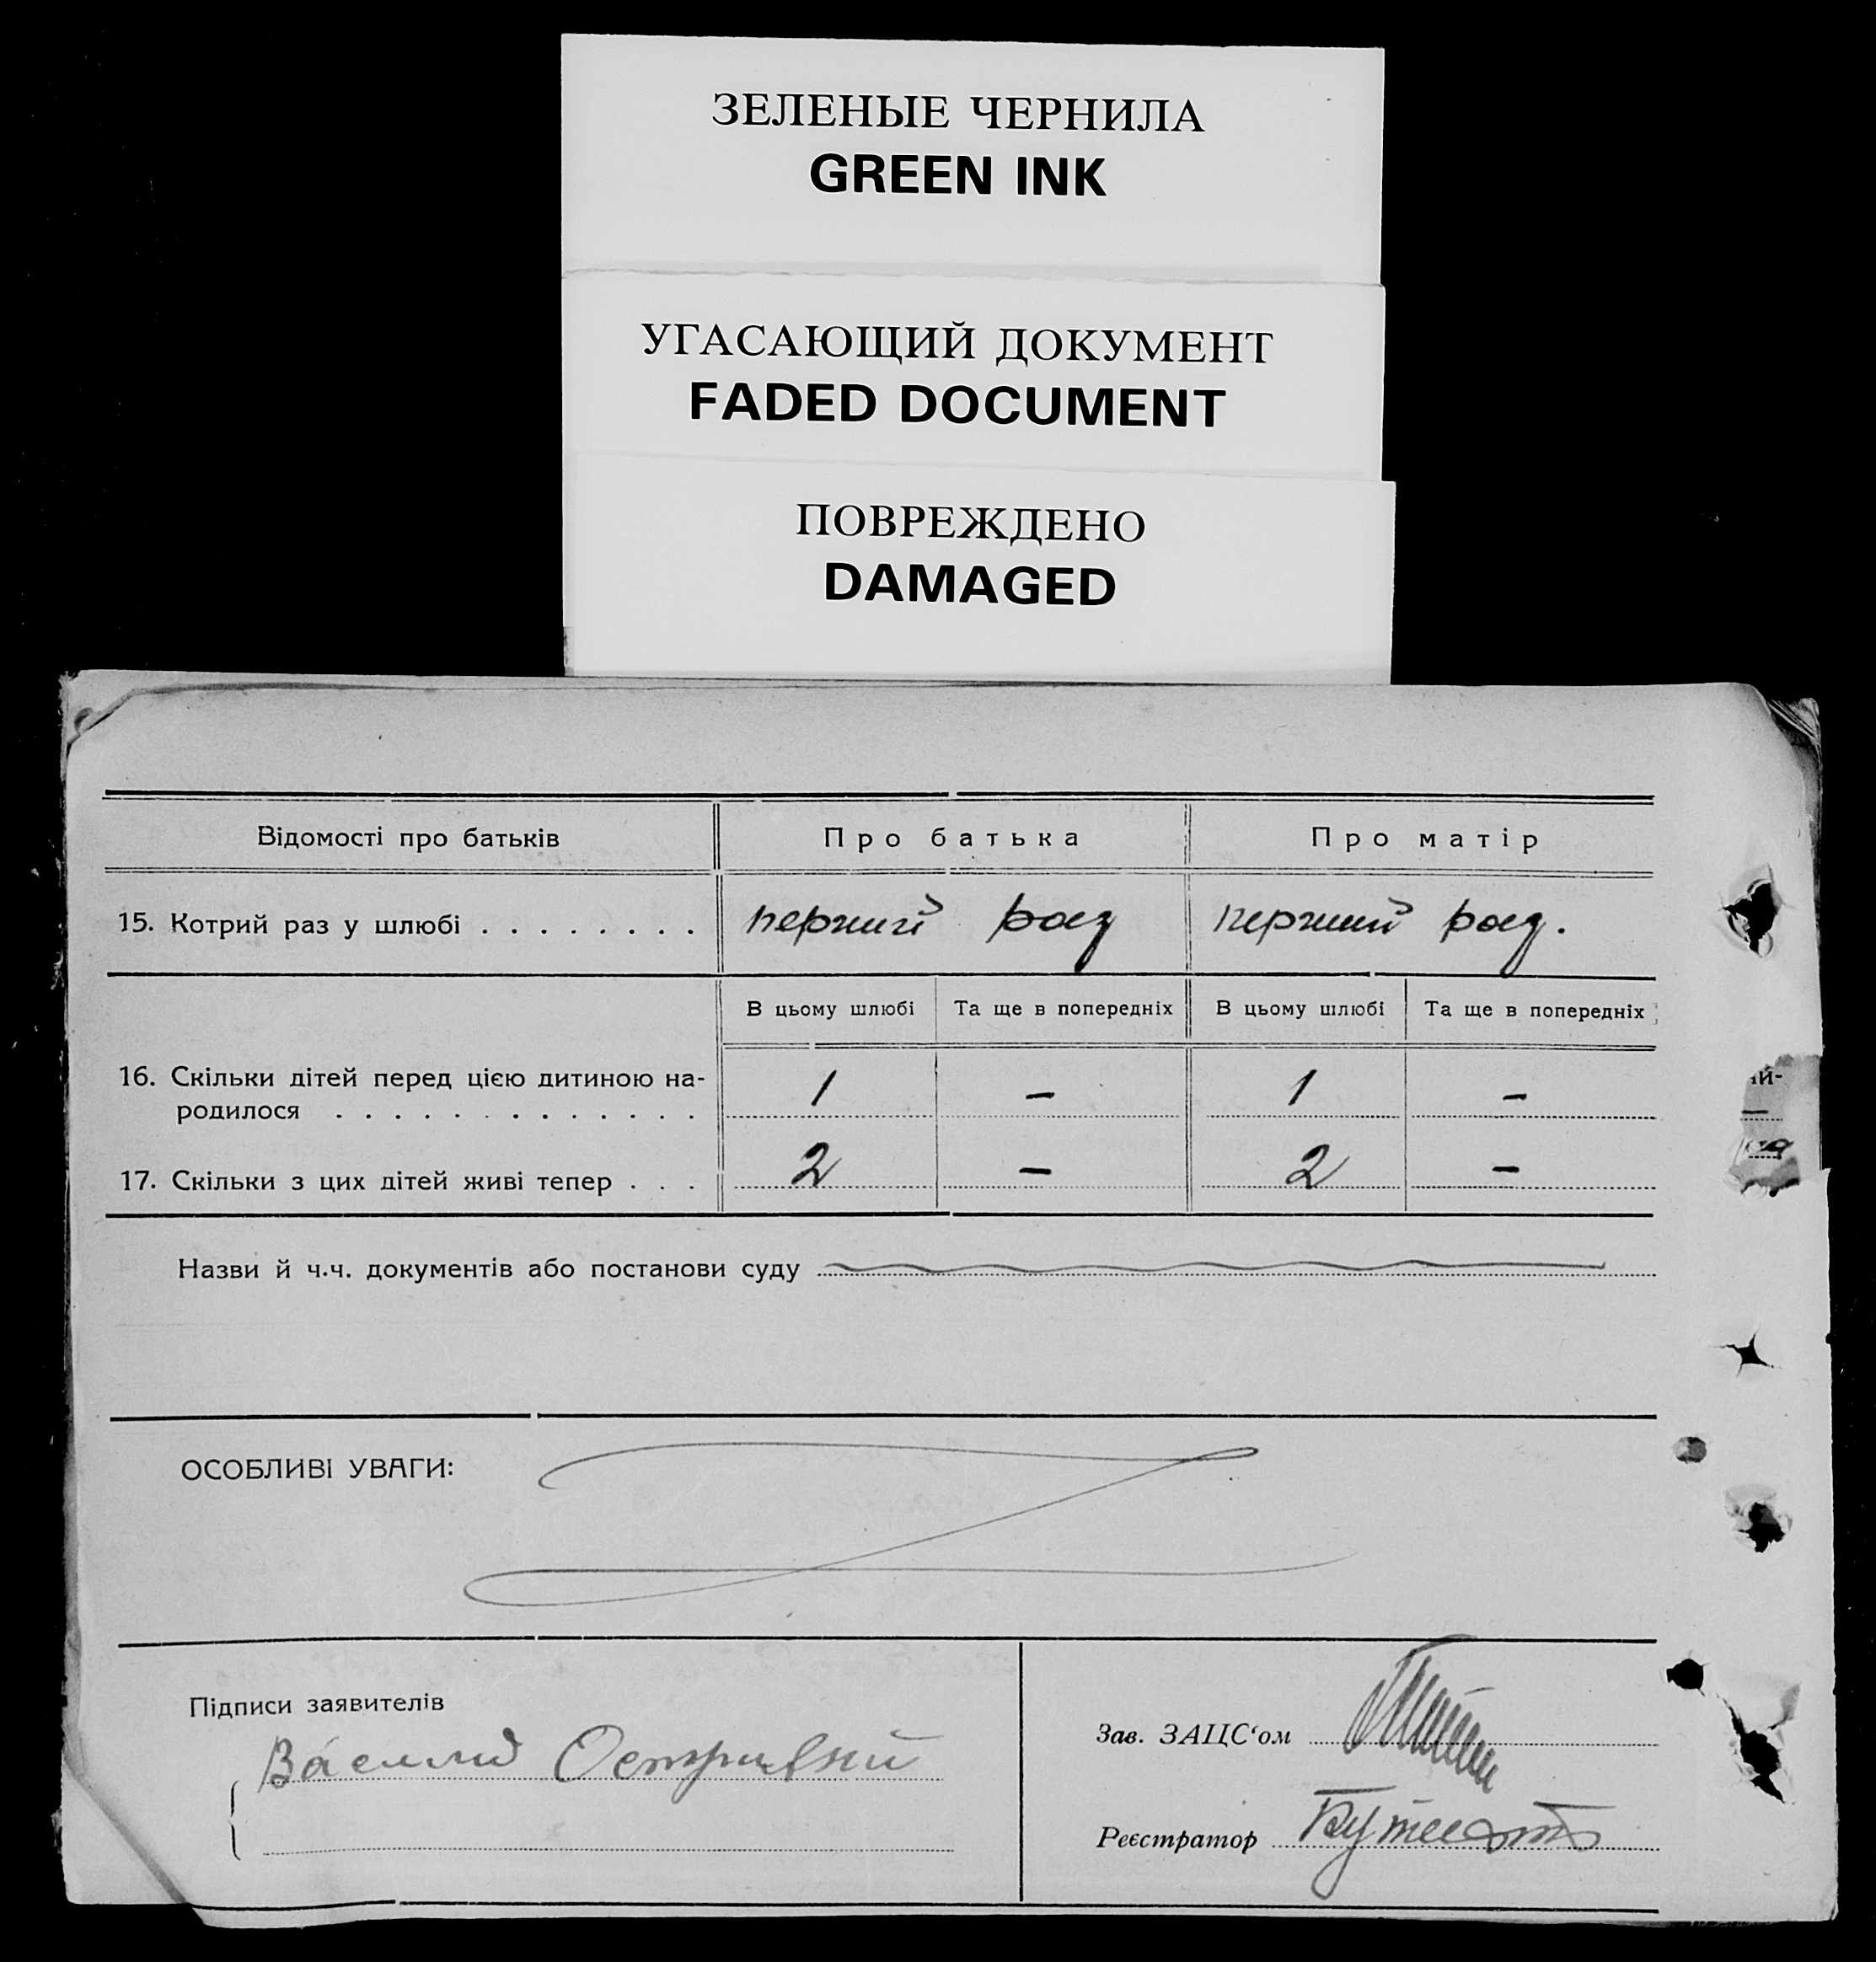 ЗЕЛЕНЫЕ ЧЕРНИЛА
GREEN INK
УГАСАЮЩИЙ ДОКУМЕНТ
FADED DOCUMENT
ПОВРЕЖДЕНО
DAMAGED
Відомості про батьків Про батька Про матір
15. Котрий раз у шлюбі . . . . . . . . перший раз перший раз.
В цьому шлюбі Та ще в попередніх В цьому шлюбі Та ще в попередніх
16. Скільки дітей перед цією дитиною на-
родилося . . . . . . . . . . . . . 1 – 1 –
17. Скільки з цих дітей живі тепер . . . 2 – 2 –
Назви й ч.ч. документів або постанови суду
ОСОБЛИВІ УВАГИ:
Підписи заявителів
Зав. ЗАЦС‘ом
Реєстратор